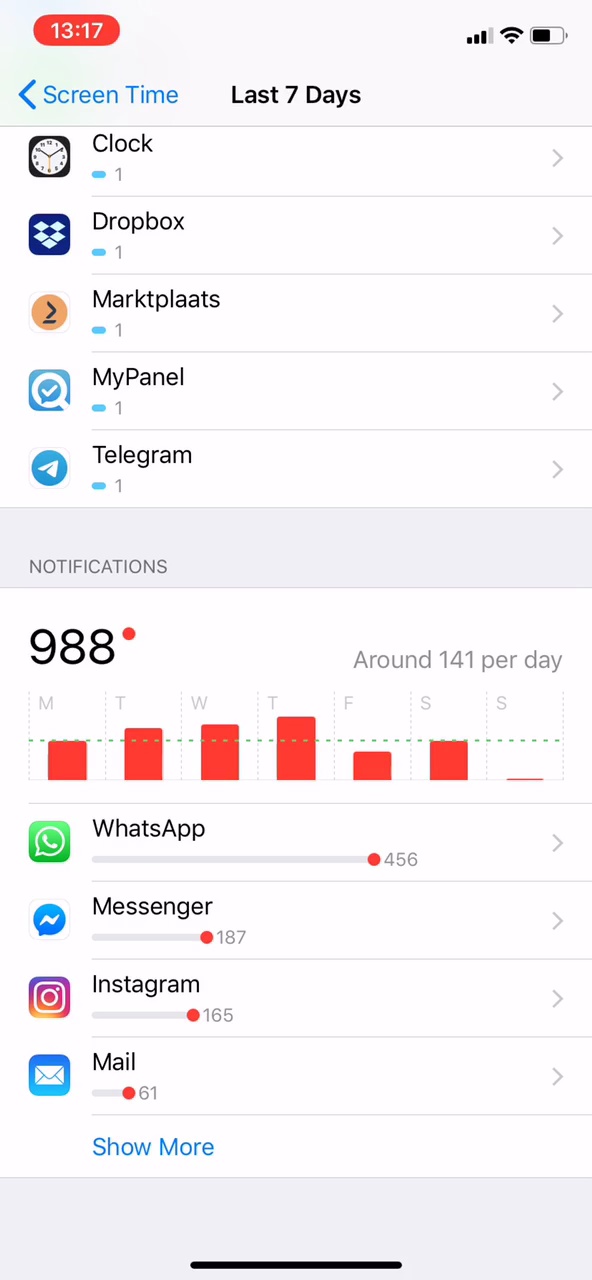 13:17
Screen Time
Last 7 Days
Clock
1
Dropbox
1
Marktplaats
1
MyPanel
1
Telegram
1
NOTIFICATIONS
988
Around 141 per day
M T W T F S S
WhatsApp
456
Messenger
187
Instagram
165
Mail
61
Show More